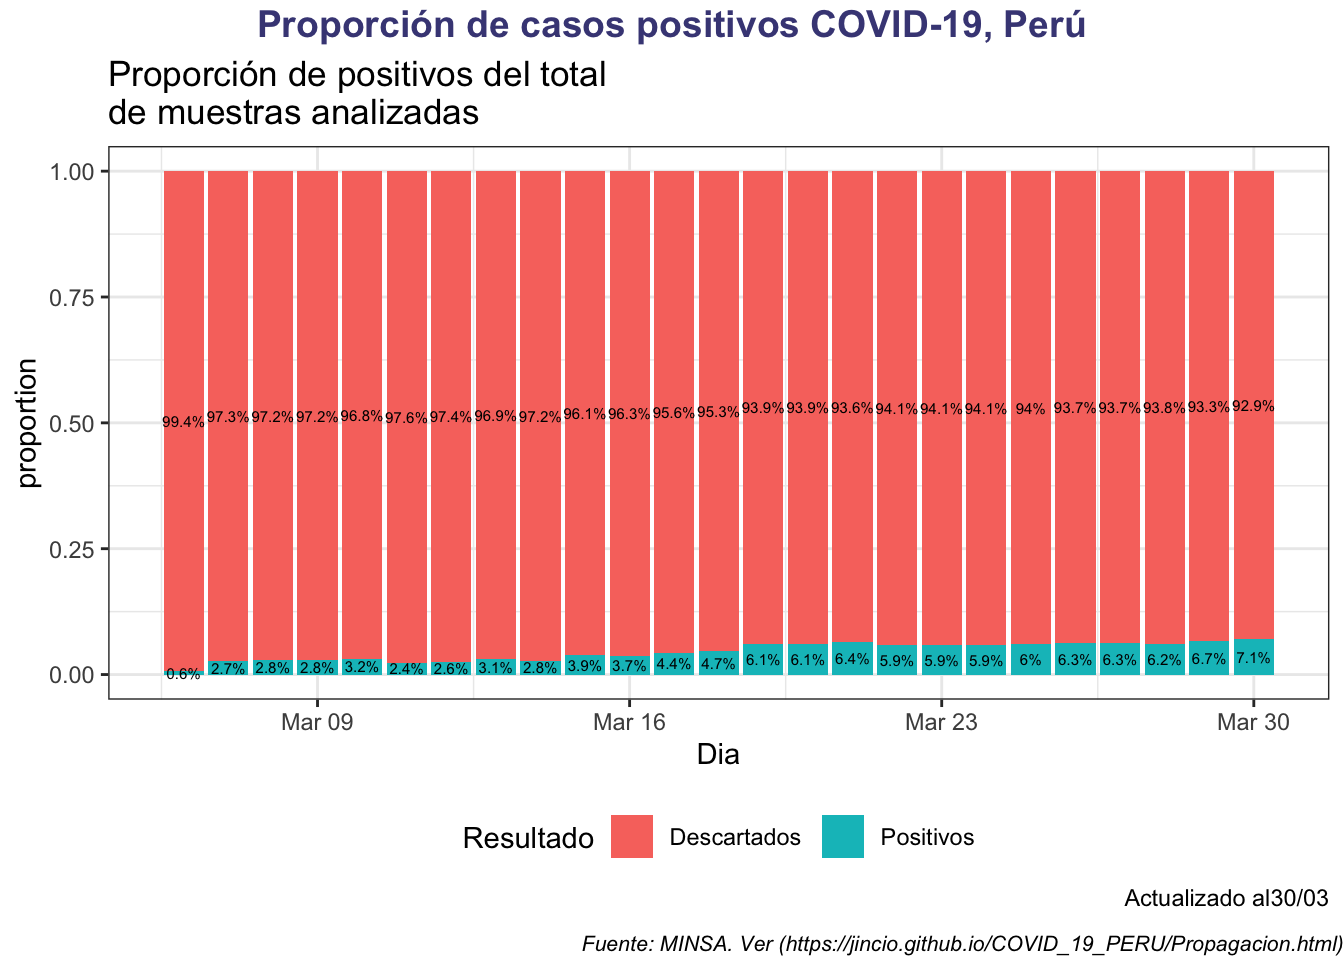 Proporción de casos positivos COVID-19, Perú
Proporción de positivos del total
de muestras analizadas
proportion
1.00
0.75
0.50
0.25
0.00
99.4% 97.3% 97.2% 97.2% 96.8% 97.6% 97.4% 96.9% 97.2% 96.1% 96.3% 95.6% 95.3% 93.9% 93.9% 93.6% 94.1% 94.1% 94.1% 94% 93.7% 93.7% 93.8% 93.3% 92.9%
0.6% 2.7% 2.8% 2.8% 3.2% 2.4% 2.6% 3.1% 2.8% 3.9% 3.7% 4.4% 4.7% 6.1% 6.1% 6.4% 5.9% 5.9% 5.9% 6% 6.3% 6.3% 6.2% 6.7% 7.1%
Mar 09 Mar 16 Mar 23 Mar 30
Dia
Resultado Descartados Positivos
Actualizado al30/03
Fuente: MINSA. Ver (https://jincio.github.io/COVID_19_PERU/Propagacion.html)